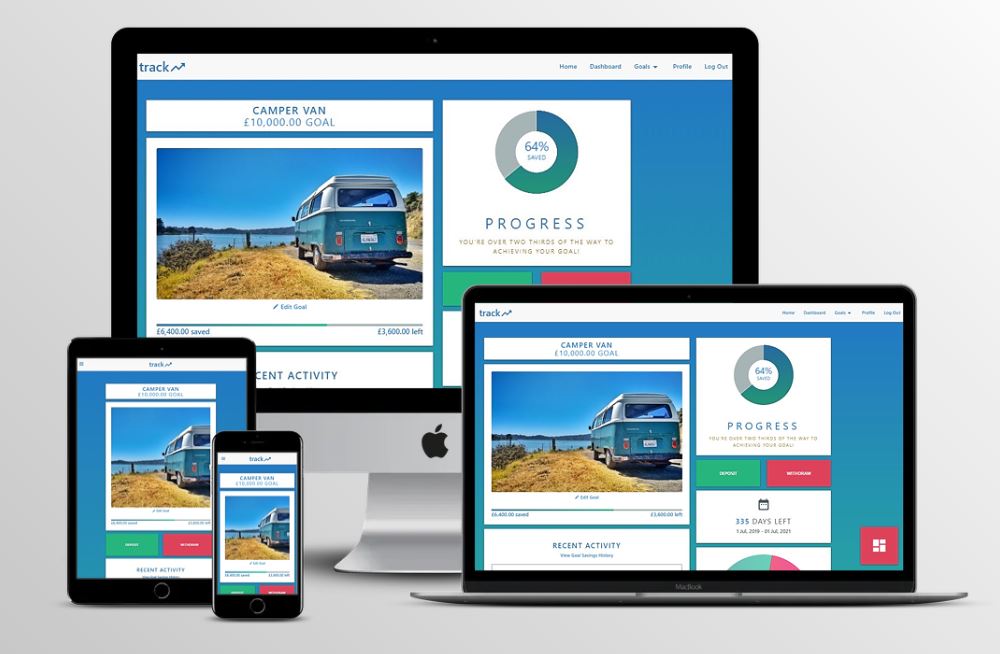 track
Home Dashboard Goals Profile Log Out
CAMPER VAN
£10,000.00 GOAL
64%
SAVED
PROGRESS
YOU'RE OVER TWO THIRDS OF THE WAY TO
ACHIEVING YOUR GOAL!
Edit Goal
£6,400.00 saved £3,600.00 left
CENT ACTIVITY
track
Home Dashboard Goals Profile Log Out
CAMPER VAN
£10,000.00 GOAL
64%
SAVED
PROGRESS
YOU'RE OVER TWO THIRDS OF THE WAY TO
ACHIEVING YOUR GOAL!
Edit Goal
£6,400.00 saved £3,600.00 left
DEPOSIT WITHDRAW
335 DAYS LEFT
1 Jul, 2019 - 01 Jul, 2021
RECENT ACTIVITY
View Goal Savings History
MacBook
track
CAMPER VAN
£10,000.00 GOAL
Edit Goal
£6,400.00 saved £3,600.00 left
DEPOSIT WITHDRAW
RECENT ACTIVITY
track
CAMPER VAN
£10,000.00 GOAL
Edit Goal
£6,400.00 saved £3,600.00 left
DEPOSIT WITHDRAW